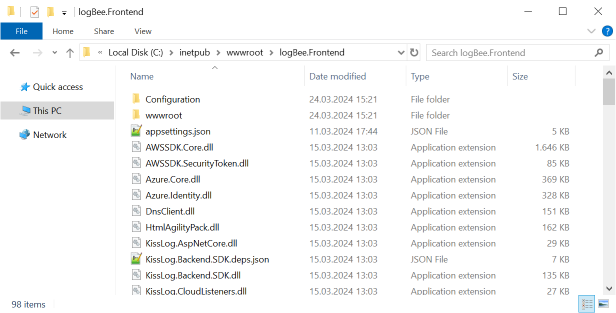 logBee.Frontend
File Home Share View
« Local Disk (C:) > inetpub > wwwroot > logBee.Frontend Search logBee.Frontend
Name Date modified Type Size
Quick access
This PC
Network
Configuration 24.03.2024 15:21 File folder
wwwroot 24.03.2024 15:21 File folder
appsettings.json 11.03.2024 17:44 JSON File 5 KB
AWSSDK.Core.dll 15.03.2024 13:03 Application extension 1.646 KB
AWSSDK.SecurityToken.dll 15.03.2024 13:03 Application extension 85 KB
Azure.Core.dll 15.03.2024 13:03 Application extension 369 KB
Azure.Identity.dll 15.03.2024 13:03 Application extension 328 KB
DnsClient.dll 15.03.2024 13:03 Application extension 151 KB
HtmlAgilityPack.dll 15.03.2024 13:03 Application extension 162 KB
KissLog.AspNetCore.dll 15.03.2024 13:03 Application extension 29 KB
KissLog.Backend.SDK.deps.json 15.03.2024 13:03 JSON File 7 KB
KissLog.Backend.SDK.dll 15.03.2024 13:03 Application extension 135 KB
KissLog.CloudListeners.dll 15.03.2024 13:03 Application extension 27 KB
98 items